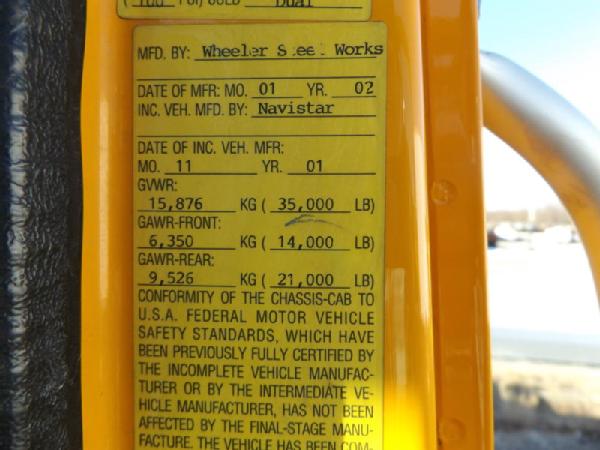 COLD Dual
MFD. BY: Wheeler Steel Works
DATE OF MFR: MO. 01 YR. 02
INC. VEH. MFD. BY: Navistar
DATE OF INC. VEH. MFR:
MO. 11 YR. 01
GVWR:
15,876 KG ( 35,000 LB)
GAWR-FRONT:
6,350 KG ( 14,000 LB)
GAWR-REAR:
9,526 KG ( 21,000 LB)
CONFORMITY OF THE CHASSIS-CAB TO
U.S.A. FEDERAL MOTOR VEHICLE
SAFETY STANDARDS, WHICH HAVE
BEEN PREVIOUSLY FULLY CERTIFIED BY
THE INCOMPLETE VEHICLE MANUFAC-
TURER OR BY THE INTERMEDIATE VE-
HICLE MANUFACTURER, HAS NOT BEEN
AFFECTED BY THE FINAL-STAGE MANU-
FACTURE. THE VEHICLE HAS BEEN COM-